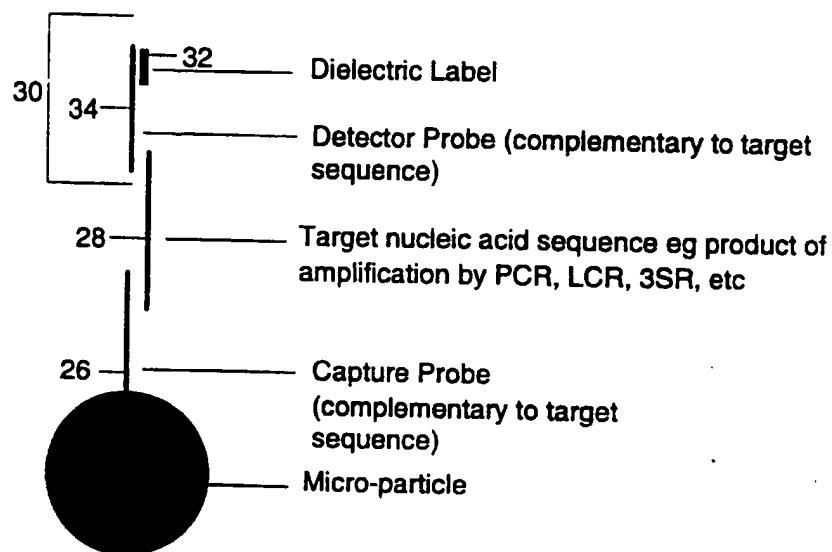 32
Dielectric Label
30
34
Detector Probe (complementary to target
sequence)
28
Target nucleic acid sequence eg product of
amplification by PCR, LCR, 3SR, etc
26
Capture Probe
(complementary to target
sequence)
Micro-particle